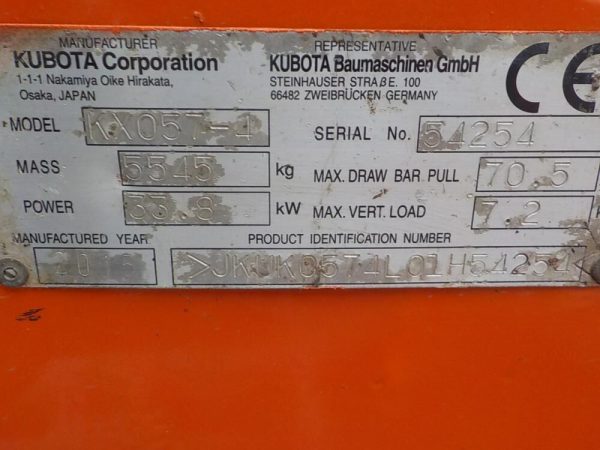 MANUFACTURER
KUBOTA Corporation
1-1-1 Nakamiya Oike Hirakata,
Osaka, JAPAN
REPRESENTATIVE
KUBOTA Baumaschinen GmbH
STEINHAUSER STRAßE. 100
66482 ZWEIBRÜCKEN GERMANY
CE
MODEL KX057-4
SERIAL No. 54254
MASS 5545 kg
MAX. DRAW BAR PULL 70.5
POWER 33.8 kW
MAX. VERT. LOAD 7.2
MANUFACTURED YEAR
PRODUCT IDENTIFICATION NUMBER